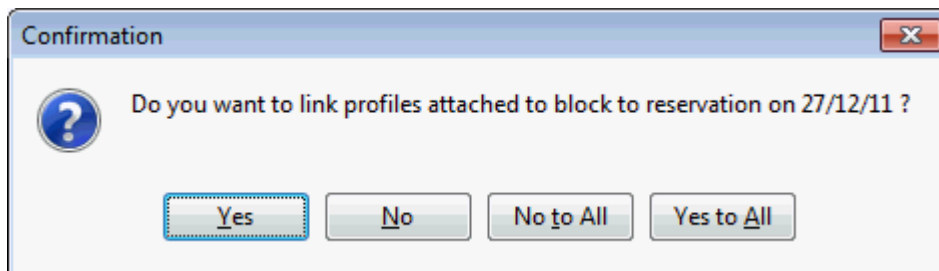 Confirmation
Do you want to link profiles attached to block to reservation on 27/12/11 ?
Yes No No to All Yes to All